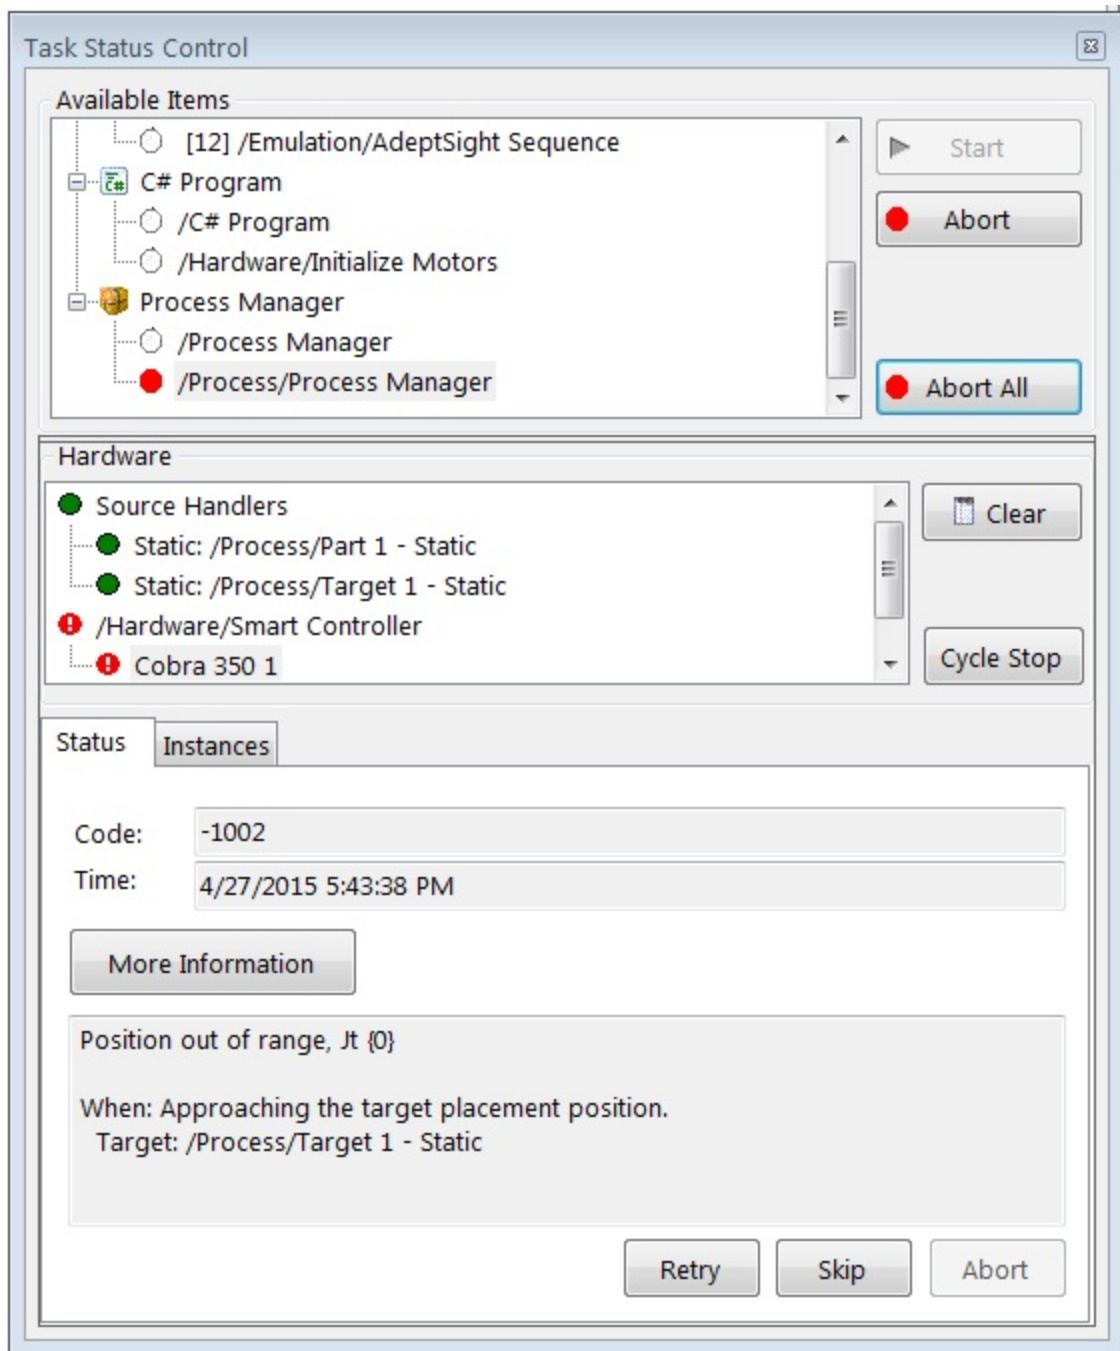 Task Status Control
Available Items
[12] /Emulation/AdeptSight Sequence
Start
C# Program
/C# Program
Abort
/Hardware/Initialize Motors
Process Manager
/Process Manager
/Process/Process Manager
Abort All
Hardware
Source Handlers
Clear
Static: /Process/Part 1 - Static
Static: /Process/Target 1 - Static
/Hardware/Smart Controller
Cobra 350 1
Cycle Stop
Status
Instances
Code:
-1002
Time:
4/27/2015 5:43:38 PM
More Information
Position out of range, Jt {0}
When: Approaching the target placement position.
Target: /Process/Target 1 - Static
Retry
Skip
Abort